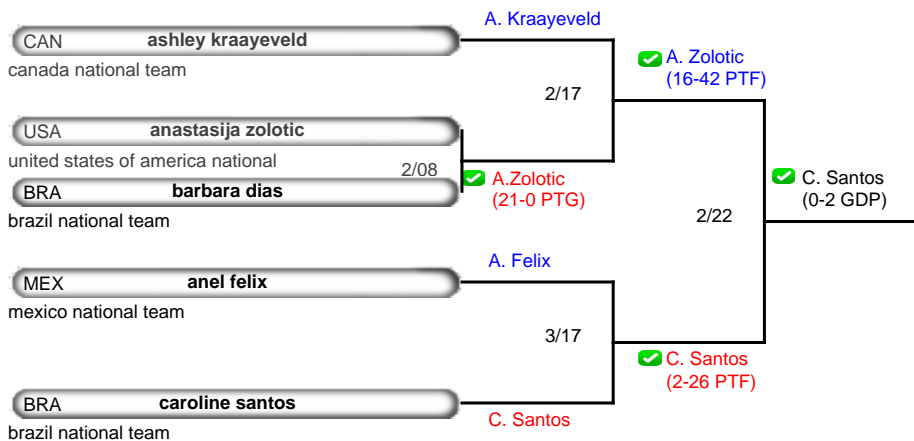 A. Kraayeveld
CAN ashley kraayeveld
canada national team
A. Zolotic
(16-42 PTF)
2/17
USA anastasija zolotic
united states of america national
2/08
A.Zolotic
(21-0 PTG)
BRA barbara dias
brazil national team
C. Santos
(0-2 GDP)
2/22
A. Felix
MEX anel felix
mexico national team
3/17
C. Santos
(2-26 PTF)
BRA caroline santos
C. Santos
brazil national team